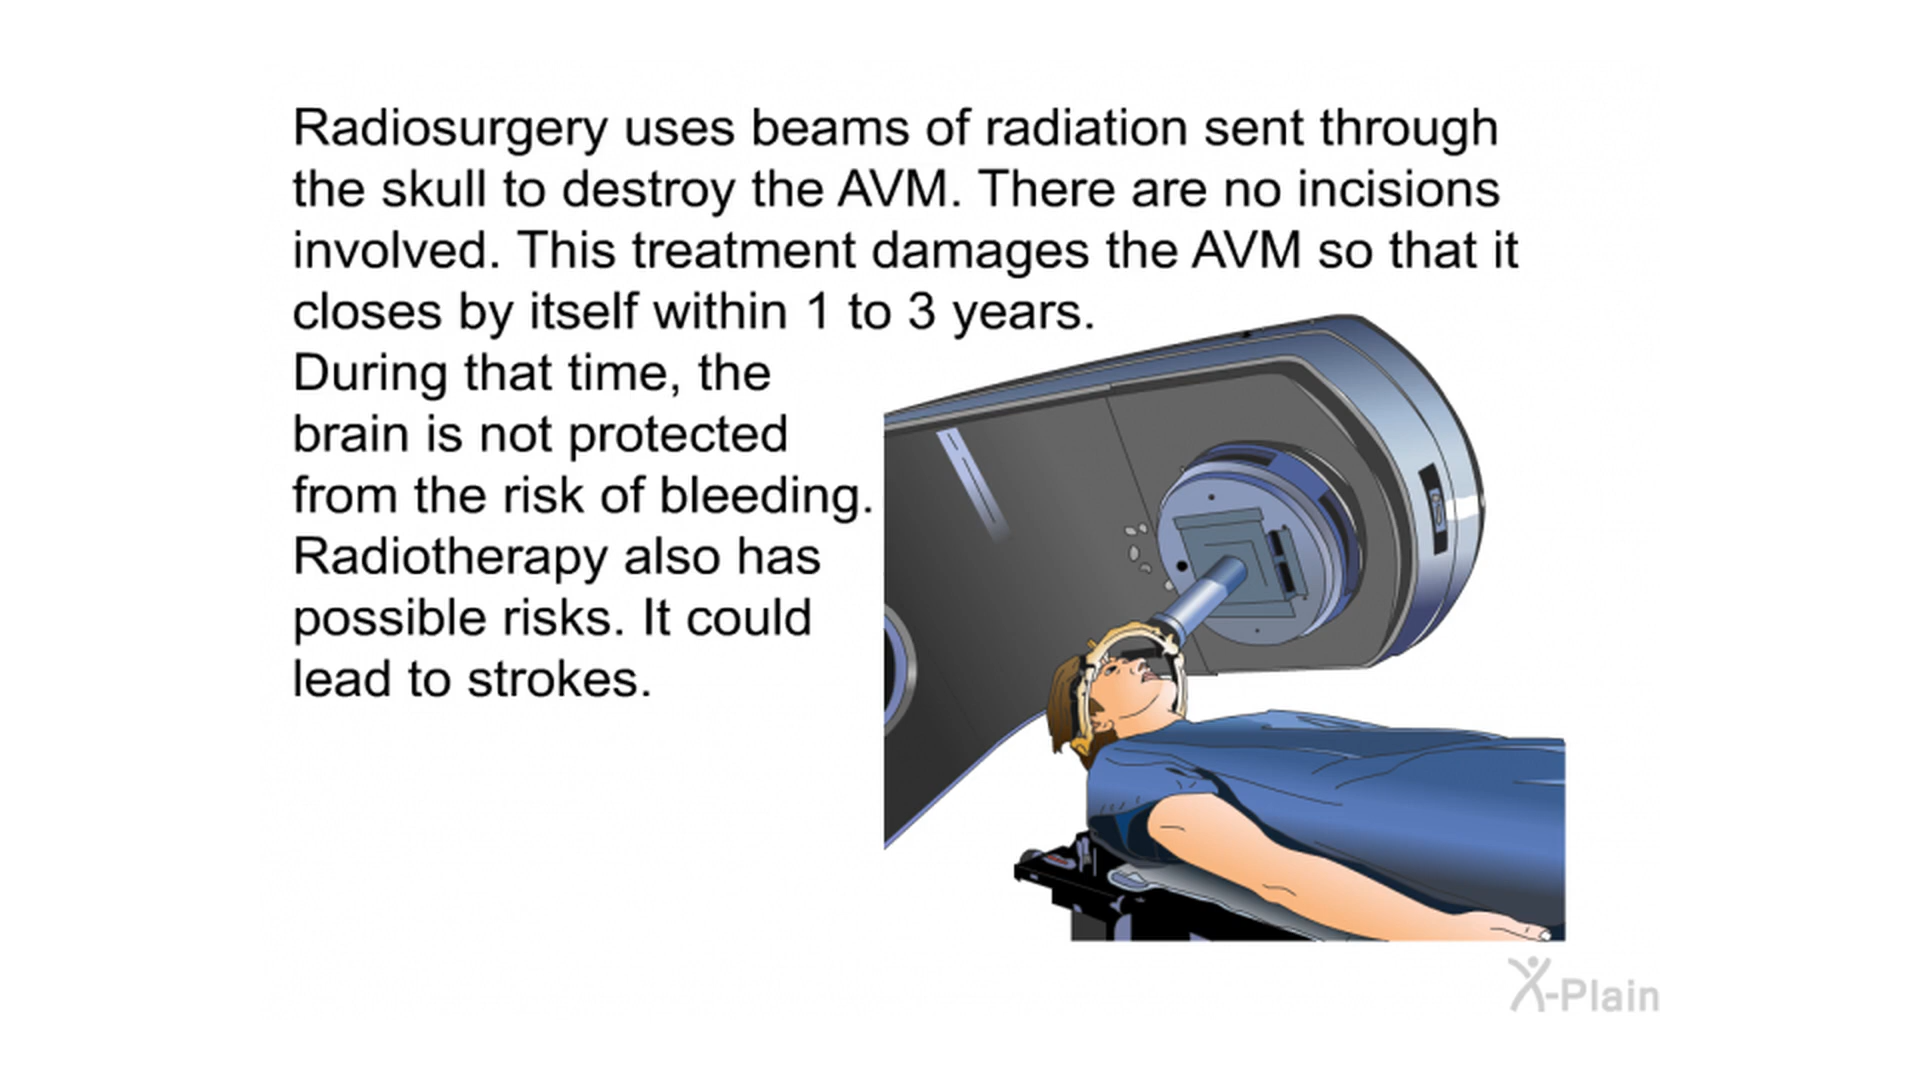 Radiosurgery uses beams of radiation sent through
the skull to destroy the AVM. There are no incisions
involved. This treatment damages the AVM so that it
closes by itself within 1 to 3 years.
During that time, the
brain is not protected
from the risk of bleeding.
Radiotherapy also has
possible risks. It could
lead to strokes.
X-Plain